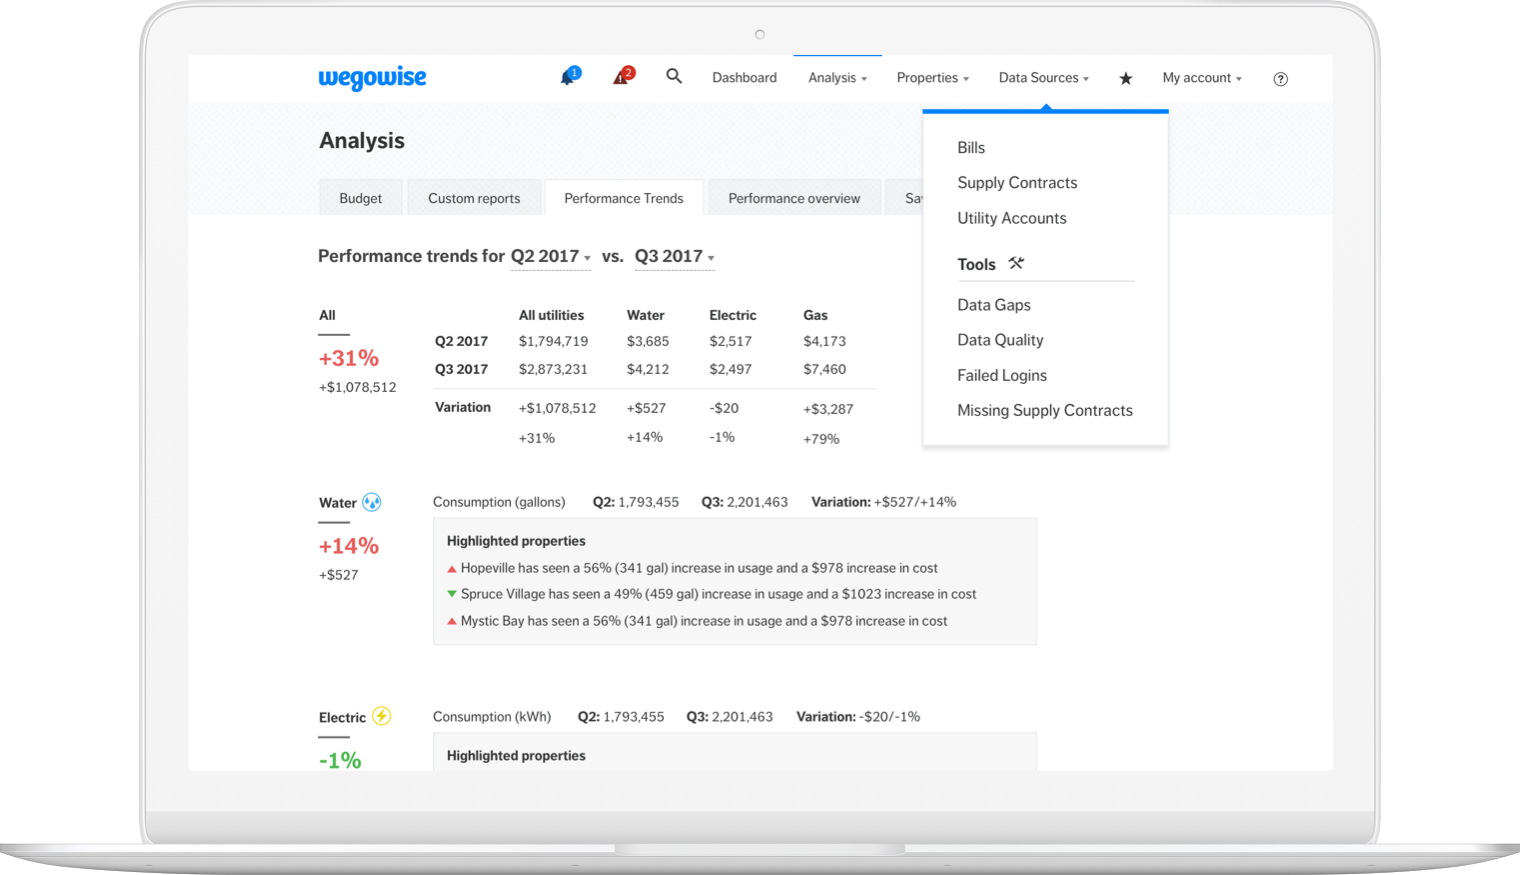 wegowise
1
2
Dashboard
Analysis
Properties
Data Sources
My account
?
Analysis
Budget
Custom reports
Performance Trends
Performance overview
Sa
Bills
Supply Contracts
Utility Accounts
Tools
Data Gaps
Data Quality
Failed Logins
Missing Supply Contracts
Performance trends for Q2 2017 vs. Q3 2017
All
+31%
+$1,078,512
All utilities Water Electric Gas
Q2 2017 $1,794,719 $3,685 $2,517 $4,173
Q3 2017 $2,873,231 $4,212 $2,497 $7,460
Variation +$1,078,512 +$527 -$20 +$3,287
+31% +14% -1% +79%
Water
+14%
+$527
Consumption (gallons) Q2: 1,793,455 Q3: 2,201,463 Variation: +$527/+14%
Highlighted properties
Hopeville has seen a 56% (341 gal) increase in usage and a $978 increase in cost
Spruce Village has seen a 49% (459 gal) increase in usage and a $1023 increase in cost
Mystic Bay has seen a 56% (341 gal) increase in usage and a $978 increase in cost
Electric
-1%
Consumption (kWh) Q2: 1,793,455 Q3: 2,201,463 Variation: -$20/-1%
Highlighted properties